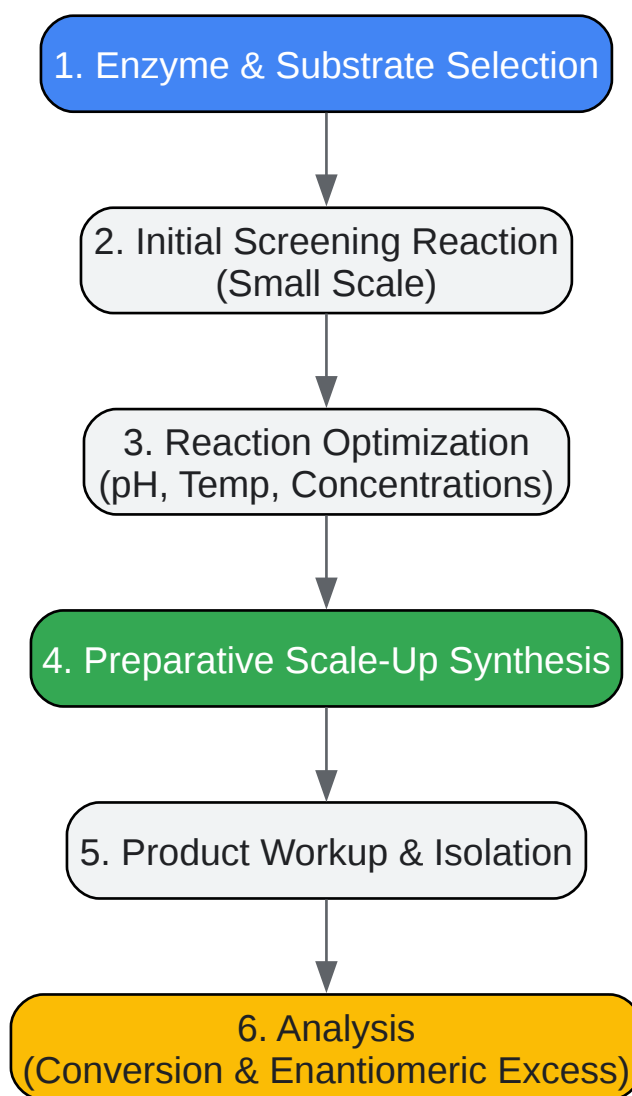 1. Enzyme & Substrate Selection
2. Initial Screening Reaction
(Small Scale)
3. Reaction Optimization
(pH, Temp, Concentrations)
4. Preparative Scale-Up Synthesis
5. Product Workup & Isolation
6. Analysis
(Conversion & Enantiomeric Excess)